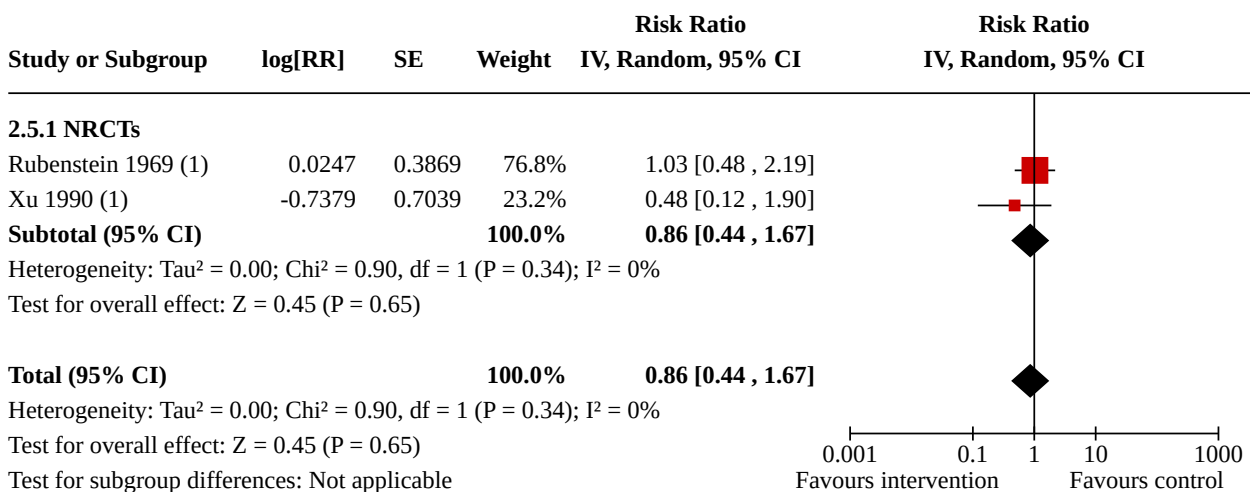 Risk Ratio Risk Ratio
Study or Subgroup log[RR] SE Weight IV, Random, 95% CI IV, Random, 95% CI
2.5.1 NRCTs
Rubenstein 1969 (1) 0.0247 0.3869 76.8% 1.03 [0.48 , 2.19]
Xu 1990 (1) -0.7379 0.7039 23.2% 0.48 [0.12 , 1.90]
Subtotal (95% CI) 100.0% 0.86 [0.44 , 1.67]
Heterogeneity: Tau² = 0.00; Chi² = 0.90, df = 1 (P = 0.34); I² = 0%
Test for overall effect: Z = 0.45 (P = 0.65)
Total (95% CI) 100.0% 0.86 [0.44 , 1.67]
Heterogeneity: Tau² = 0.00; Chi² = 0.90, df = 1 (P = 0.34); I² = 0%
Test for overall effect: Z = 0.45 (P = 0.65)
0.001 0.1 1 10 1000
Test for subgroup differences: Not applicable Favours intervention Favours control